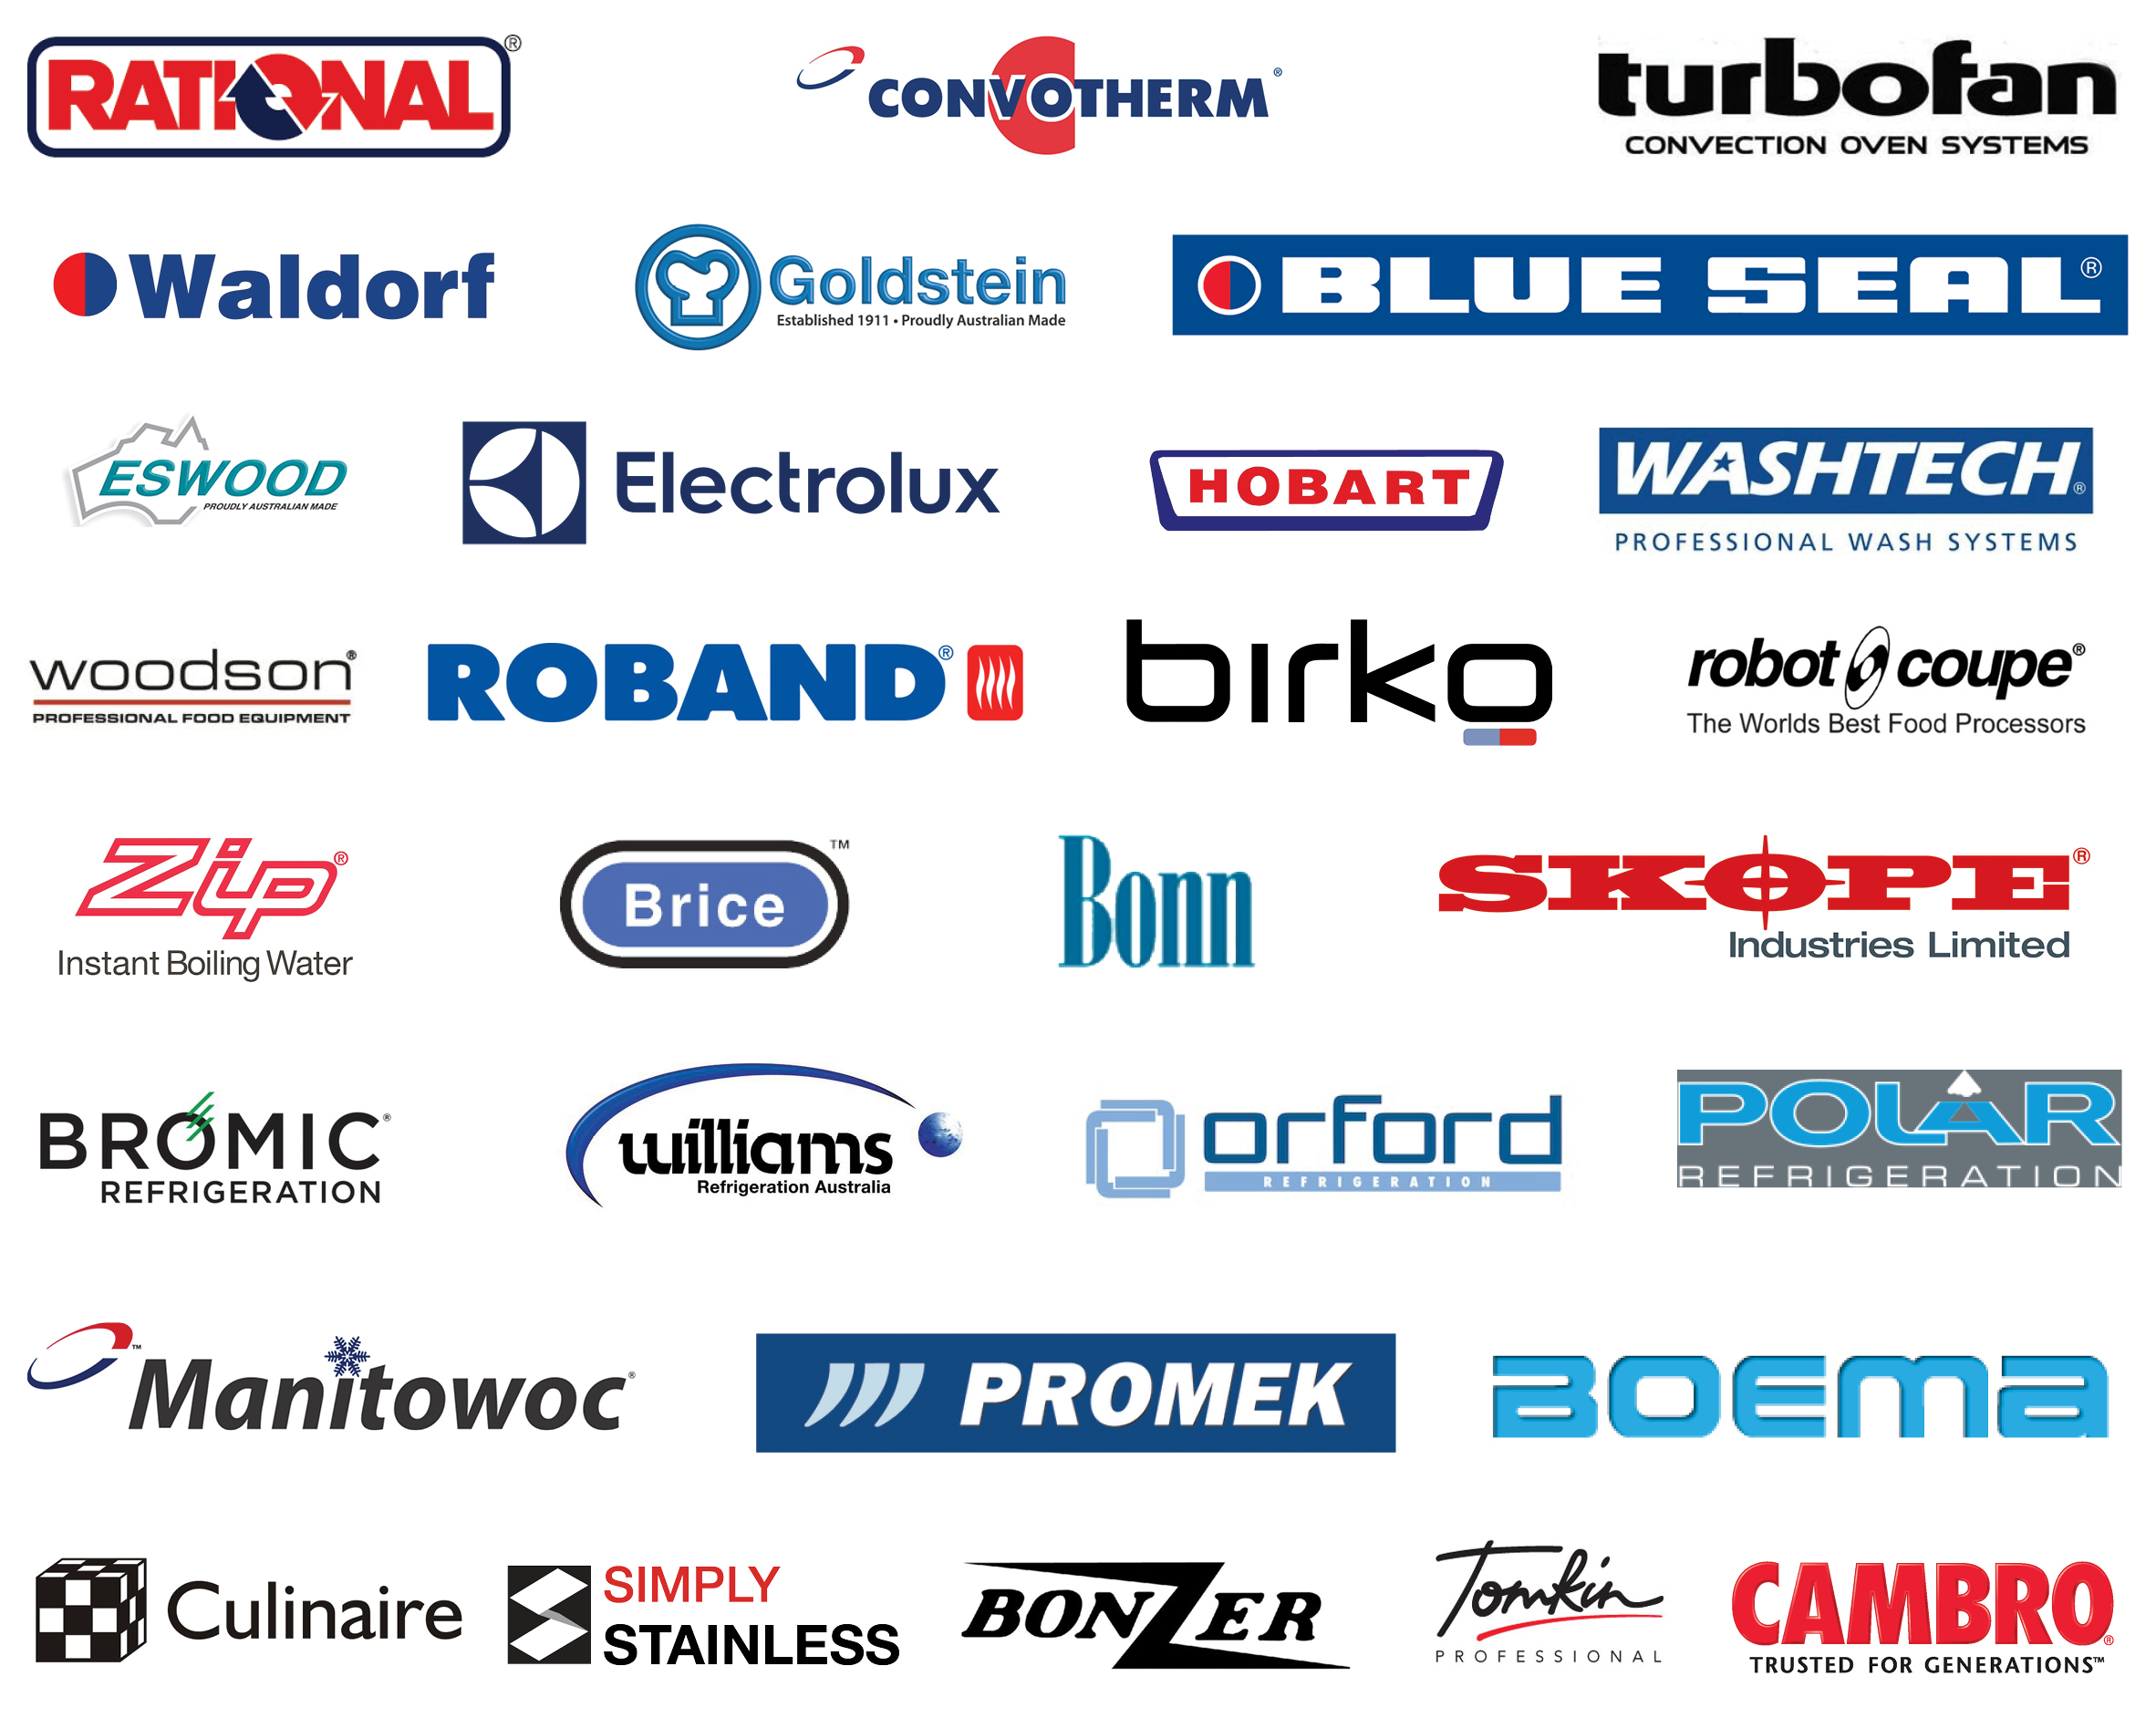 RATIONAL®
CONVOTHERM®
turbofan
CONVECTION OVEN SYSTEMS
Waldorf
Goldstein
Established 1911 • Proudly Australian Made
BLUE SEAL®
ESWOOD
PROUDLY AUSTRALIAN MADE
Electrolux
HOBART
WASHTECH®
PROFESSIONAL WASH SYSTEMS
woodson®
PROFESSIONAL FOOD EQUIPMENT
ROBAND®
birko
robot coupe®
The Worlds Best Food Processors
Zip®
Instant Boiling Water
Brice™
Bonn
SKOPE®
Industries Limited
BROMIC®
REFRIGERATION
williams
Refrigeration Australia
orford
REFRIGERATION
POLAR
REFRIGERATION
™Manitowoc®
PROMEK
BOEMA
Culinaire
SIMPLY
STAINLESS
BONZER
Tomkin
PROFESSIONAL
CAMBRO®
TRUSTED FOR GENERATIONS™